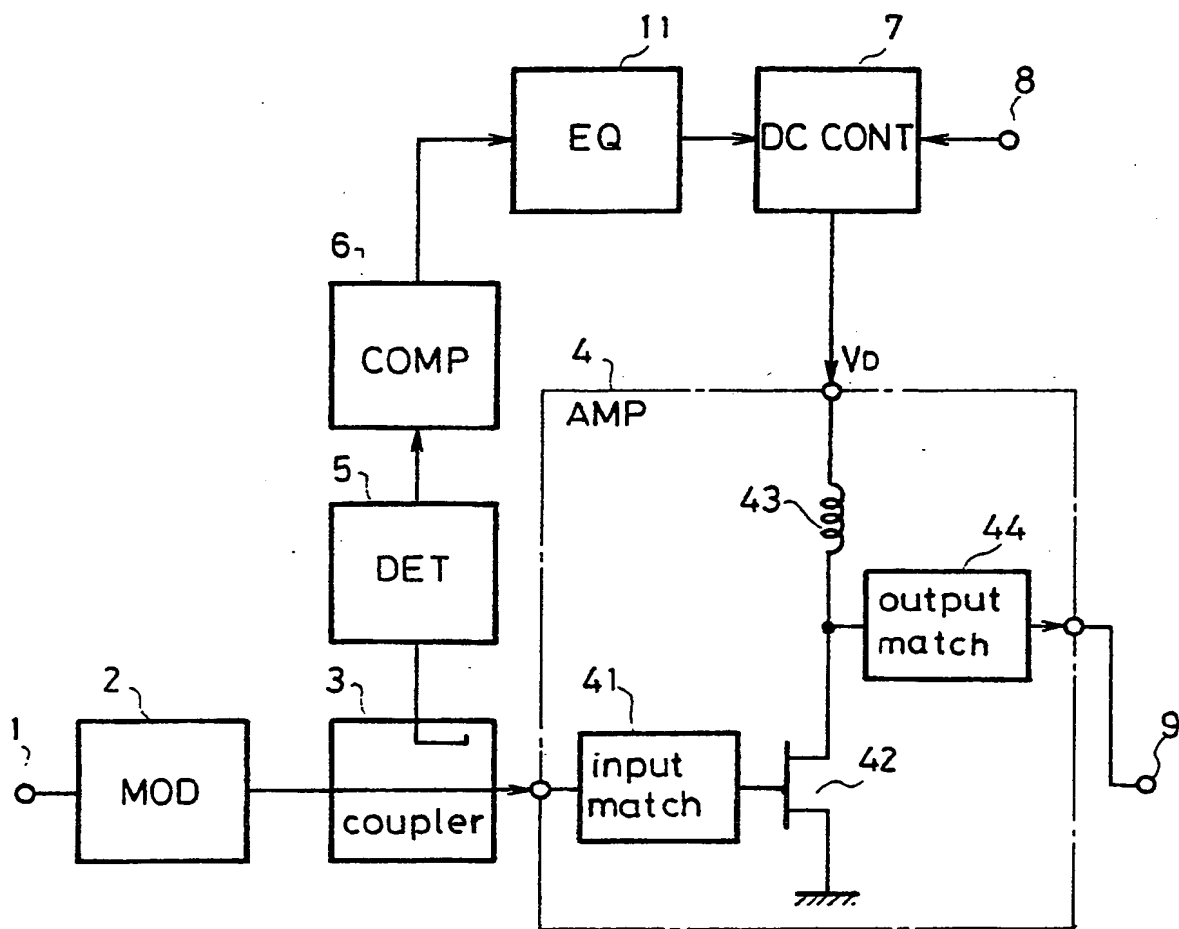 11
7
8
EQ
DC CONT
6
COMP
4
VD
AMP
5
43
DET
44
output
match
2
3
41
1
9
input
match
42
MOD
coupler